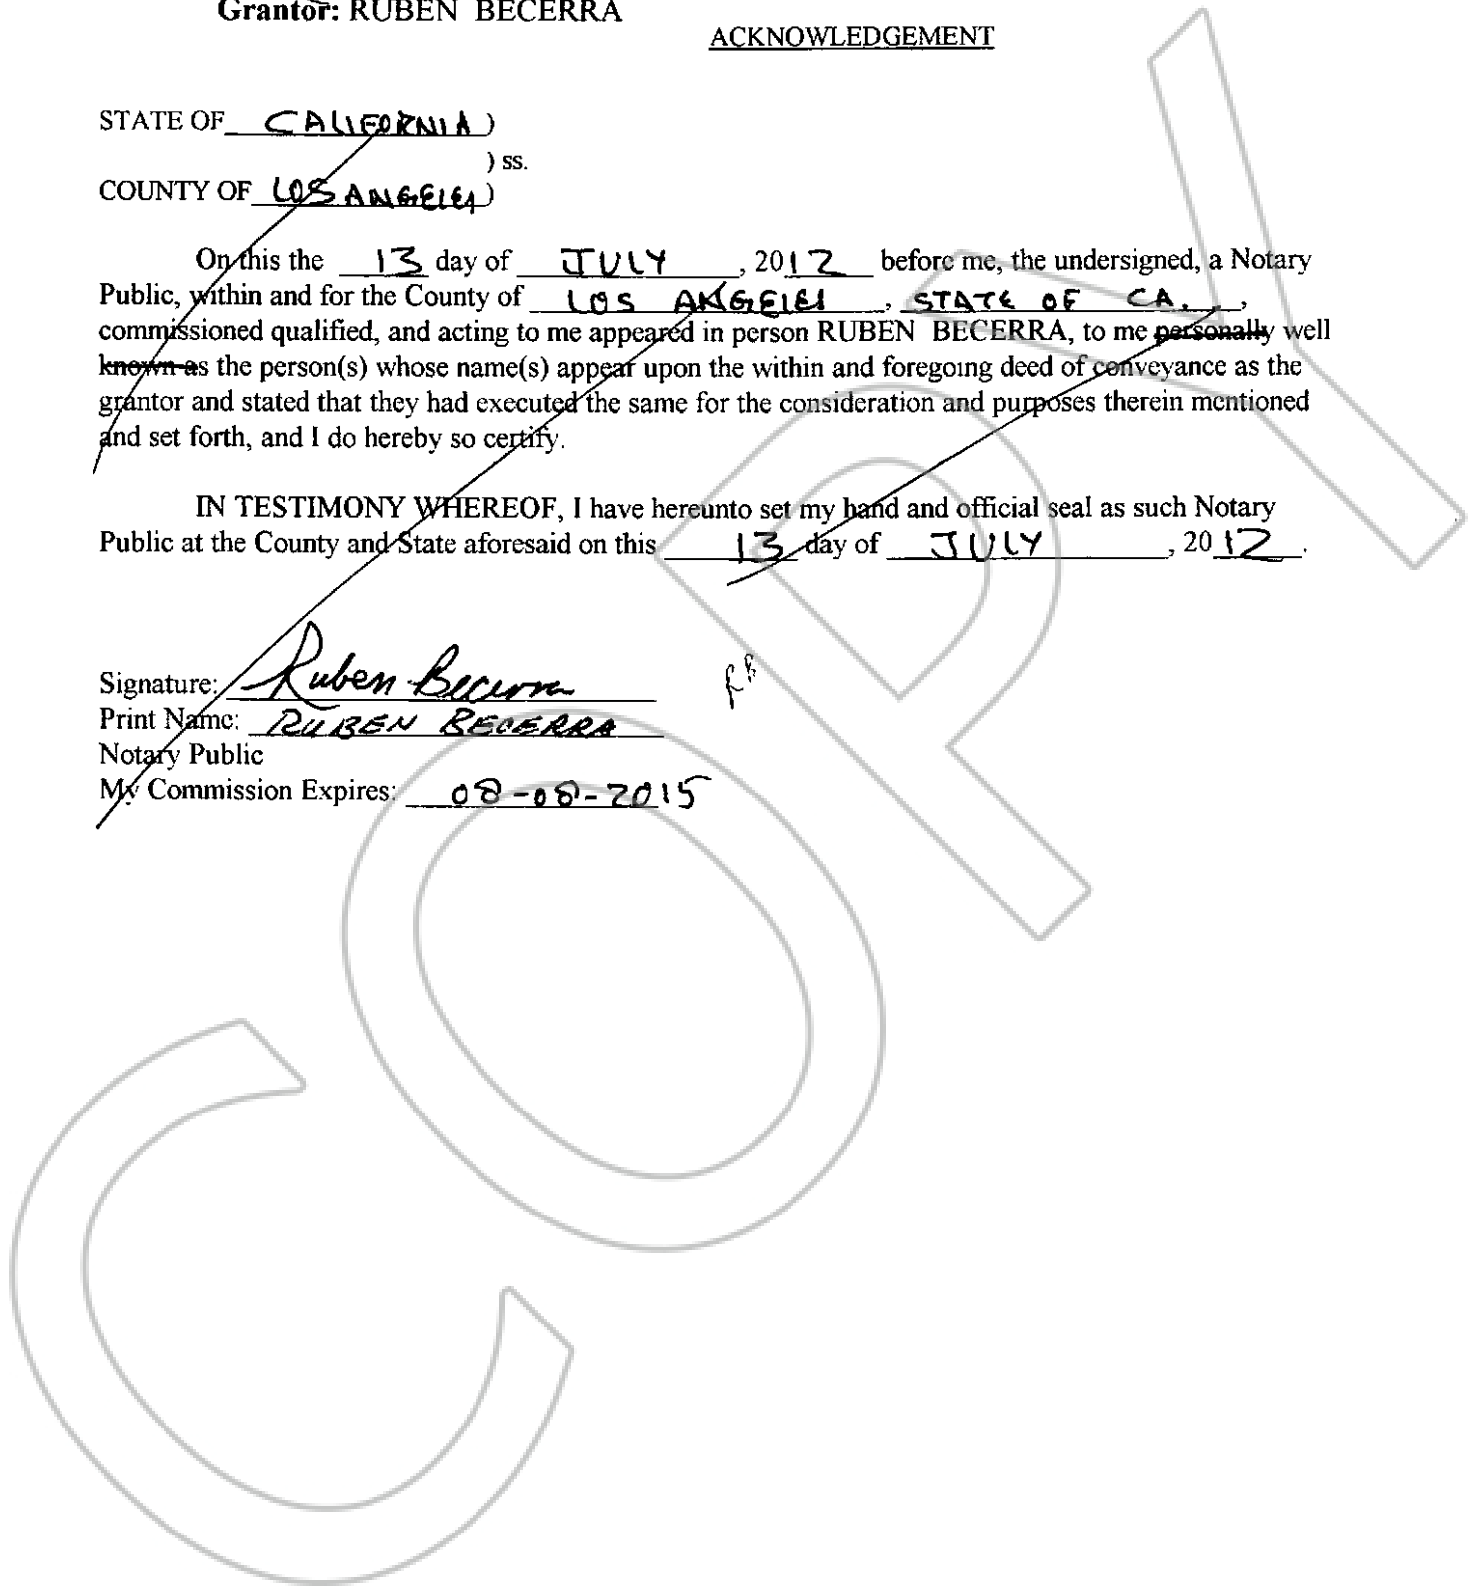 Grantor: RUBEN BECERRA
ACKNOWLEDGEMENT
STATE OF CALIFORNIA )
) ss.
COUNTY OF LOS ANGELES )
On this the 13 day of JULY, 2012 before me, the undersigned, a Notary
Public, within and for the County of LOS ANGELES, STATE OF CA.,
commissioned qualified, and acting to me appeared in person RUBEN BECERRA, to me personally well
known as the person(s) whose name(s) appear upon the within and foregoing deed of conveyance as the
grantor and stated that they had executed the same for the consideration and purposes therein mentioned
and set forth, and I do hereby so certify.
IN TESTIMONY WHEREOF, I have hereunto set my hand and official seal as such Notary
Public at the County and State aforesaid on this 13 day of JULY, 2012.
Signature: Ruben Becerra
Print Name: RUBEN BECERRA
Notary Public
My Commission Expires: 08-08-2015
COPY